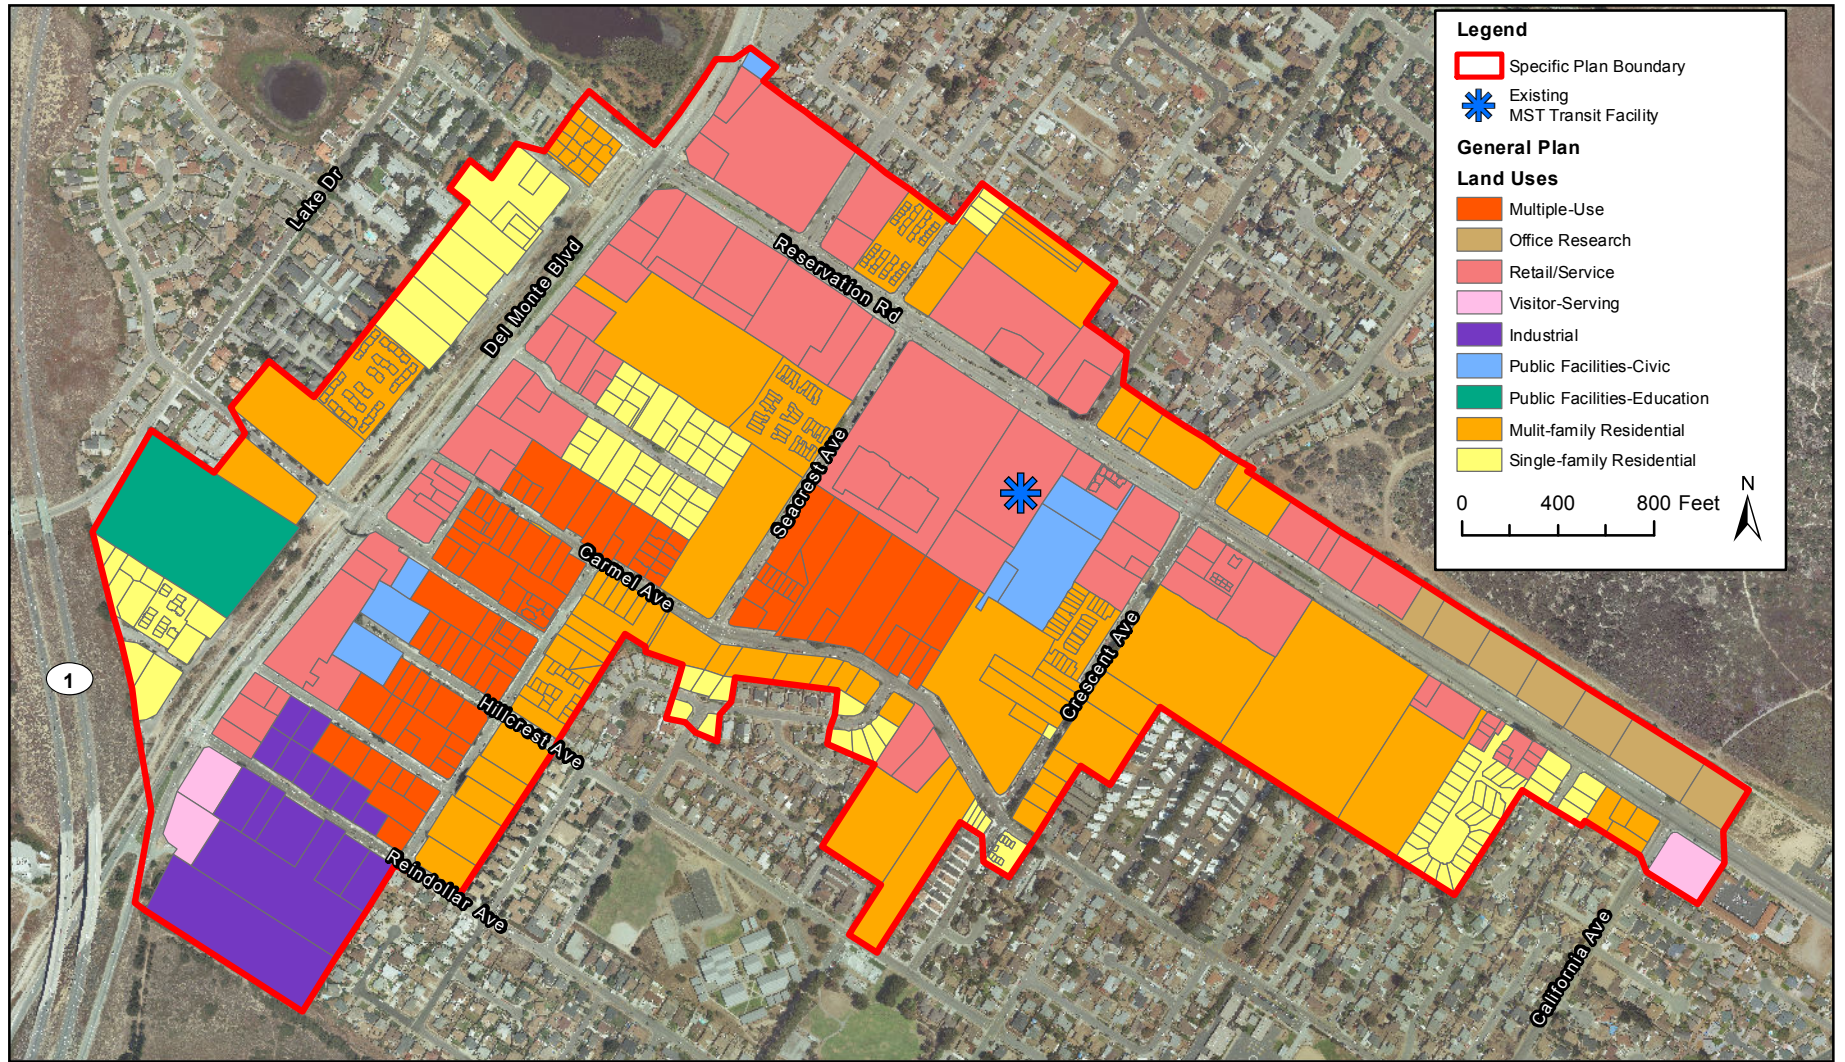 Legend
Specific Plan Boundary
Existing
MST Transit Facility
General Plan
Land Uses
Multiple-Use
Office Research
Retail/Service
Visitor-Serving
Industrial
Public Facilities-Civic
Public Facilities-Education
Mulit-family Residential
Single-family Residential
N
0 400 800 Feet
Lake Dr
Del Monte Blvd
Reservation Rd
Seacrest Ave
Carmel Ave
Crescent Ave
Hillcrest Ave
Reindollar Ave
California Ave
1